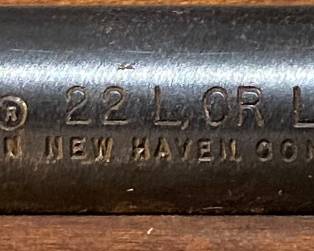 ® 22 L, OR L
N NEW HAVEN CON